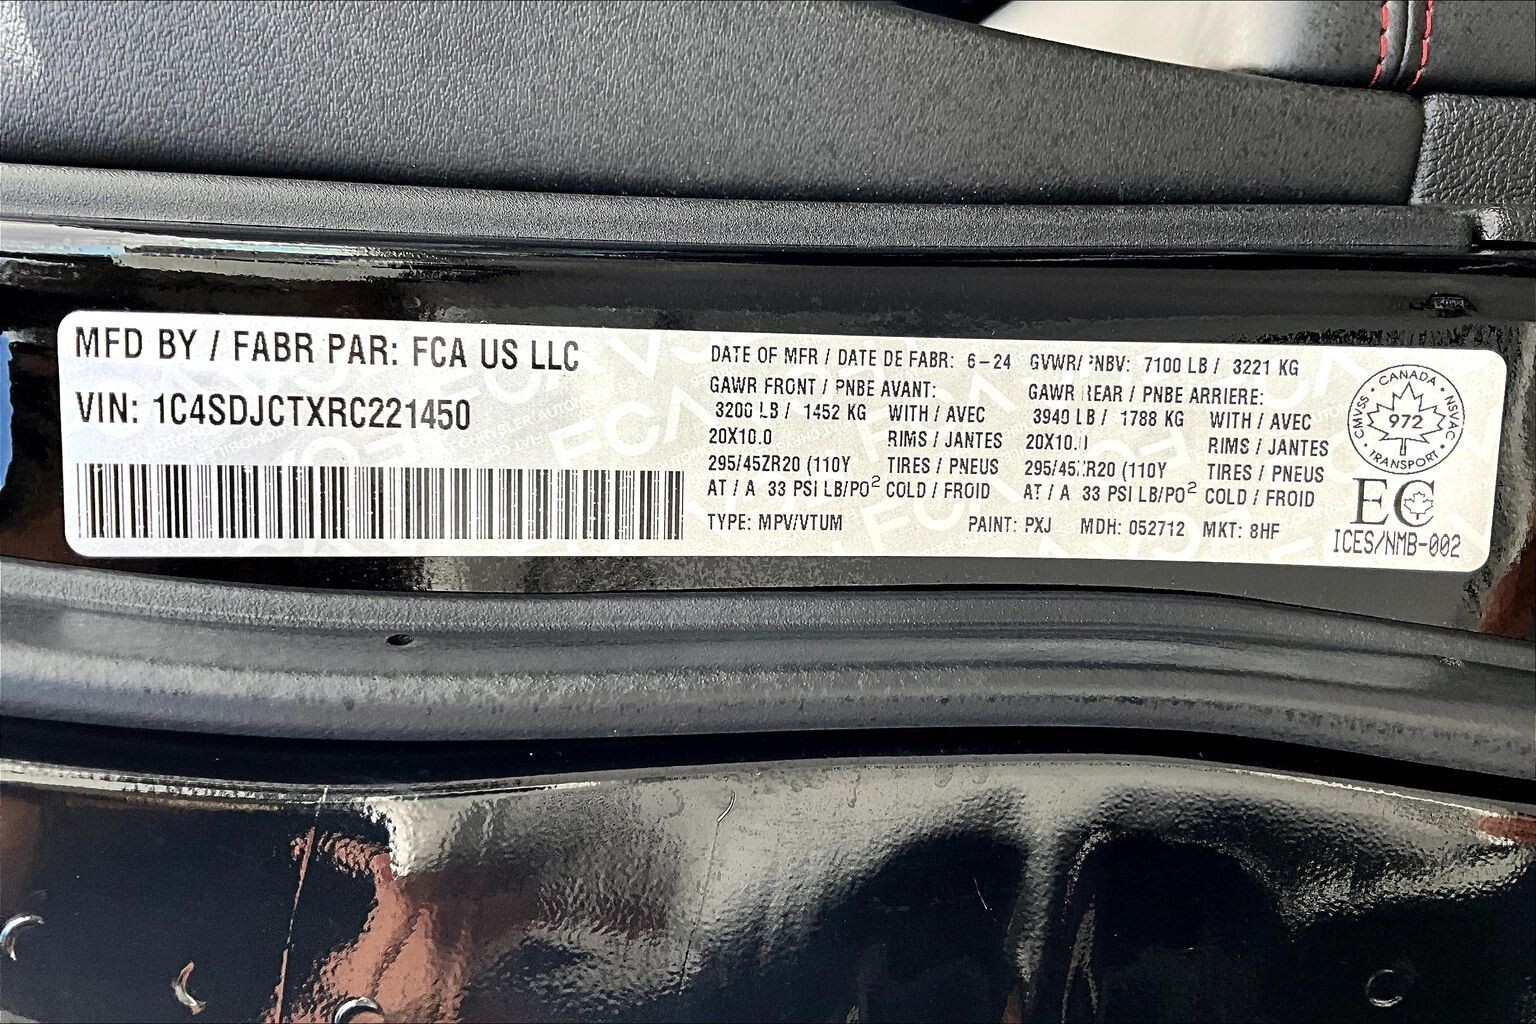 MFD BY / FABR PAR: FCA US LLC
VIN: 1C4SDJCTXRC221450
DATE OF MFR / DATE DE FABR: 6-24 GVWR/ PNBV: 7100 LB / 3221 KG
GAWR FRONT / PNBE AVANT: GAWR REAR / PNBE ARRIERE:
3200 LB / 1452 KG WITH / AVEC 3940 LB / 1788 KG WITH / AVEC
20X10.0 RIMS / JANTES 20X10.0 RIMS / JANTES
295/45ZR20 (110Y TIRES / PNEUS 295/45ZR20 (110Y TIRES / PNEUS
AT / A 33 PSI LB/PO² COLD / FROID AT / A 33 PSI LB/PO² COLD / FROID
TYPE: MPV/VTUM PAINT: PXJ MDH: 052712 MKT: 8HF
CANADA
CMVSS 972 NSVAC
TRANSPORT
EC
ICES/NMB-002